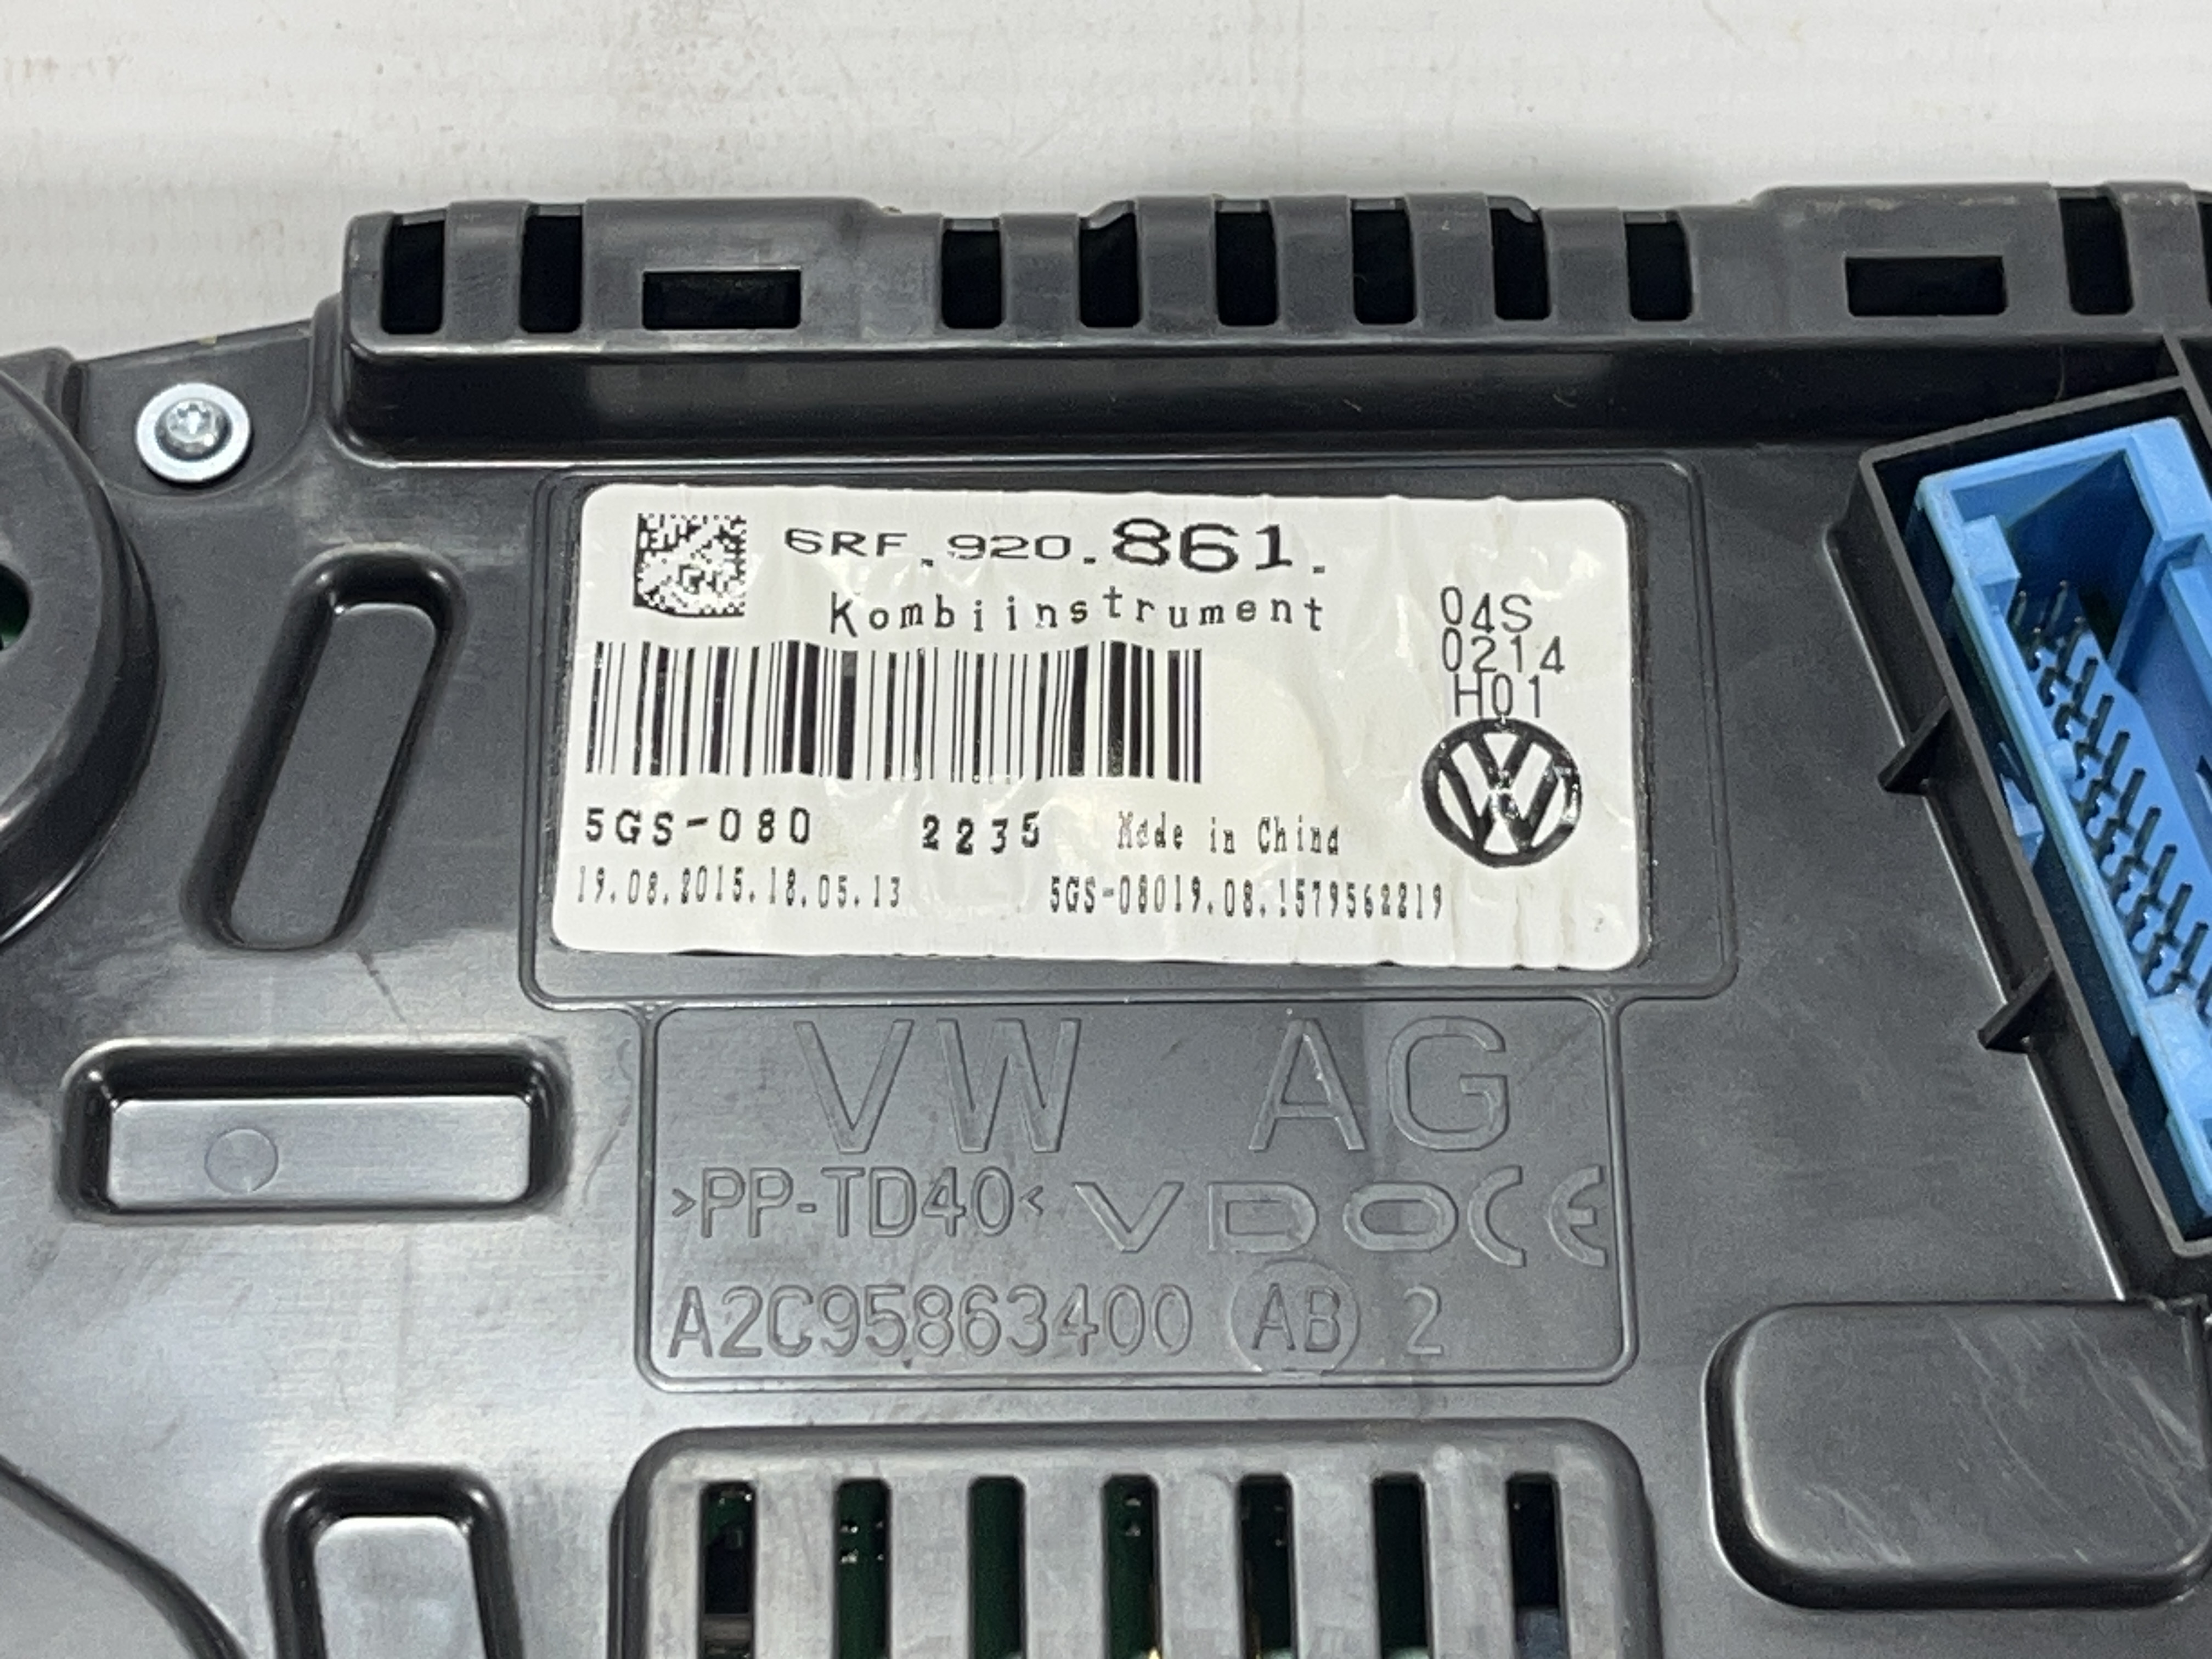 6RF.920.861.
Kombiinstrument
04S
0214
H01
5GS-080 2235 Made in China
19.08.2015.18.05.13 5GS-08019.08.1579562219
VW AG
>PP-TD40< VDO CE
A2C95863400 AB 2